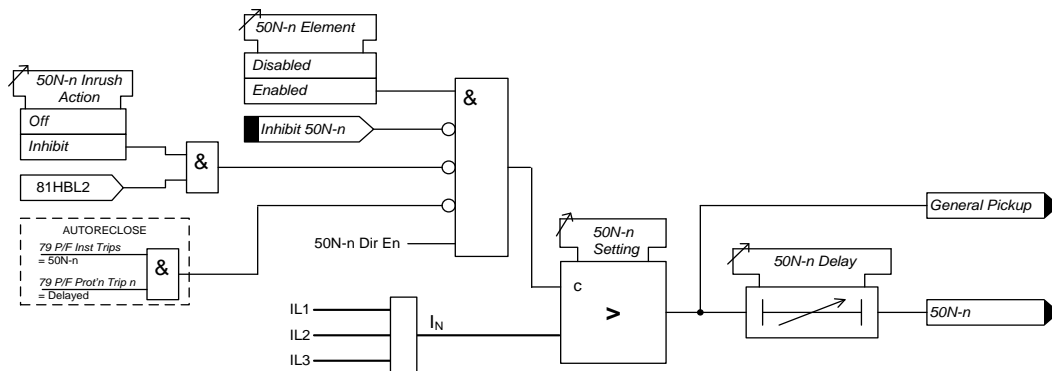 50N-n Element
Disabled
Enabled
50N-n Inrush
Action
Off
Inhibit
Inhibit 50N-n
&
&
81HBL2
AUTORECLOSE
79 P/F Inst Trips
= 50N-n
79 P/F Prot'n Trip n
= Delayed
&
50N-n Dir En
General Pickup
50N-n
Setting
50N-n Delay
c
>
50N-n
IL1
IL2
IL3
IN